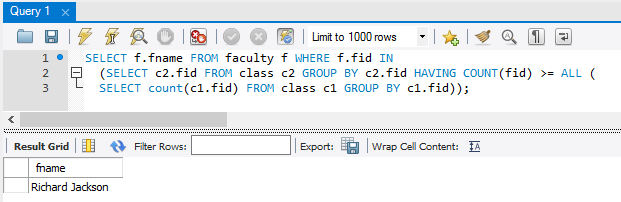 Query 1
Limit to 1000 rows
1 SELECT f.fname FROM faculty f WHERE f.fid IN
2 (SELECT c2.fid FROM class c2 GROUP BY c2.fid HAVING COUNT(fid) >= ALL (
3 SELECT count(c1.fid) FROM class c1 GROUP BY c1.fid));
Result Grid Filter Rows: Export: Wrap Cell Content:
fname
Richard Jackson